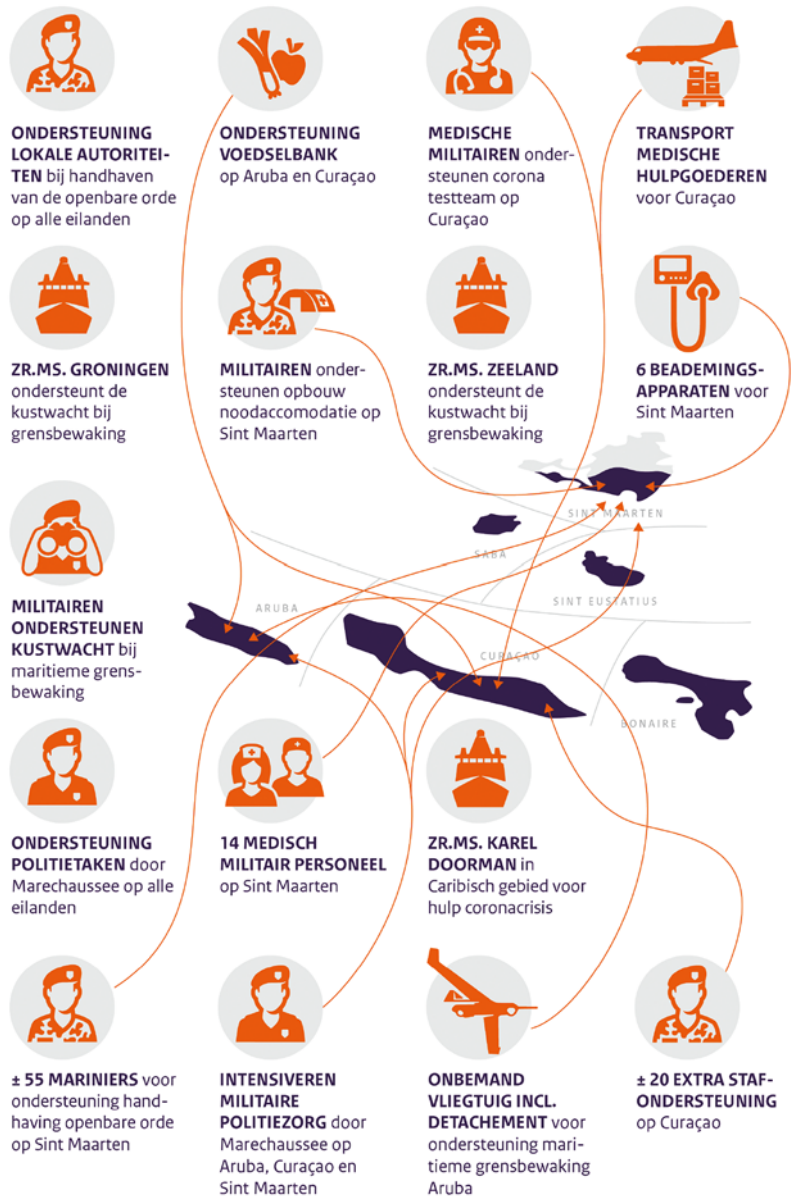 ONDERSTEUNING
LOKALE AUTORITEI-
TEN bij handhaven
van de openbare orde
op alle eilanden
ONDERSTEUNING
VOEDSELBANK
op Aruba en Curaçao
MEDISCHE
MILITAIREN onder-
steunen corona
testteam op
Curaçao
TRANSPORT
MEDISCHE
HULPGOEDEREN
voor Curaçao
ZR.MS. GRONINGEN
ondersteunt de
kustwacht bij
grensbewaking
MILITAIREN onder-
steunen opbouw
noodaccomodatie op
Sint Maarten
ZR.MS. ZEELAND
ondersteunt de
kustwacht bij
grensbewaking
6 BEADEMINGS-
APPARATEN voor
Sint Maarten
SINT MAARTEN
SABA
SINT EUSTATIUS
ARUBA
CURAÇAO
BONAIRE
MILITAIREN
ONDERSTEUNEN
KUSTWACHT bij
maritieme grens-
bewaking
ONDERSTEUNING
POLITIETAKEN door
Marechaussee op alle
eilanden
14 MEDISCH
MILITAIR PERSONEEL
op Sint Maarten
ZR.MS. KAREL
DOORMAN in
Caribisch gebied voor
hulp coronacrisis
± 55 MARINIERS voor
ondersteuning hand-
having openbare orde
op Sint Maarten
INTENSIVEREN
MILITAIRE
POLITIEZORG door
Marechaussee op
Aruba, Curaçao en
Sint Maarten
ONBEMAND
VLIEGTUIG INCL.
DETACHEMENT voor
ondersteuning mari-
tieme grensbewaking
Aruba
± 20 EXTRA STAF-
ONDERSTEUNING
op Curaçao